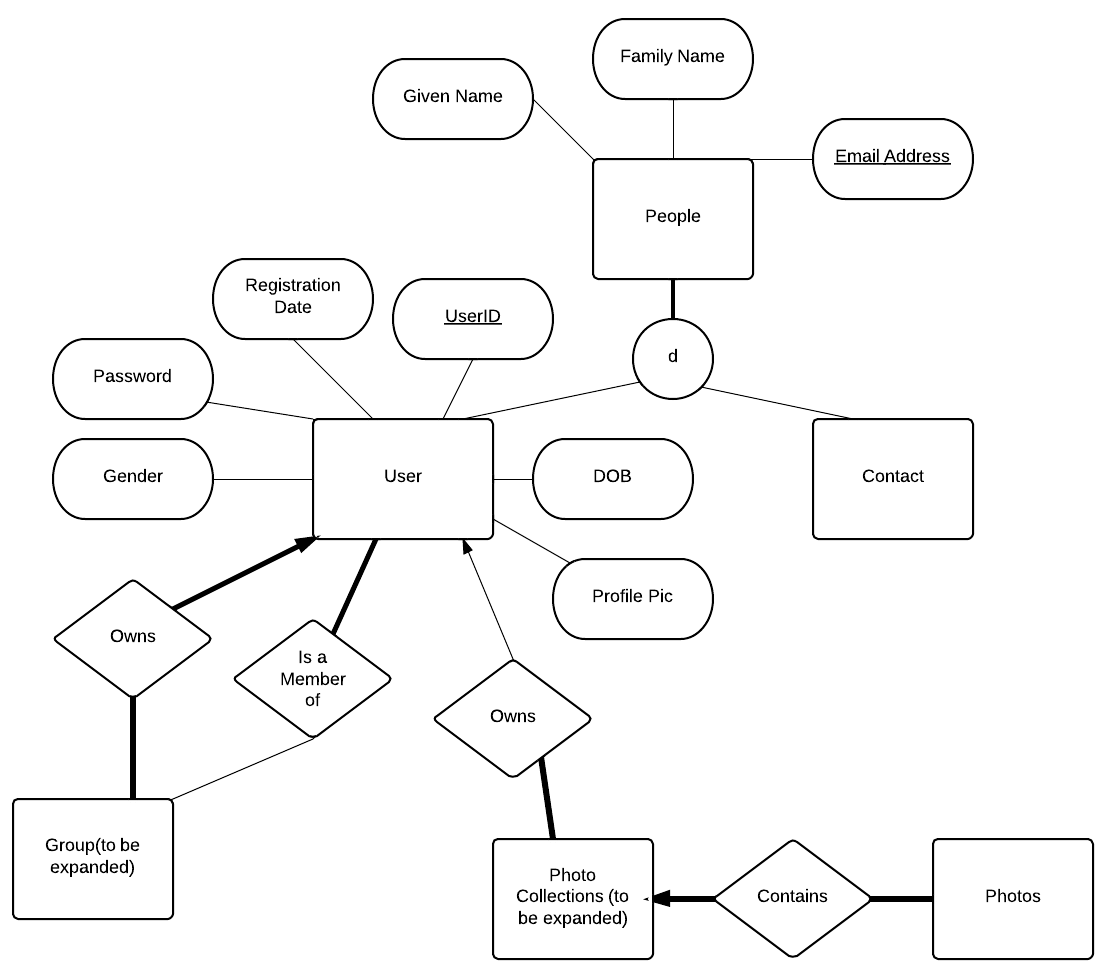 Family Name
Given Name
Email Address
People
Registration
Date
UserID
d
Password
Gender
User
DOB
Contact
Profile Pic
Owns
Is a
Member
of
Owns
Group(to be
expanded)
Photo
Collections (to
be expanded)
Contains
Photos